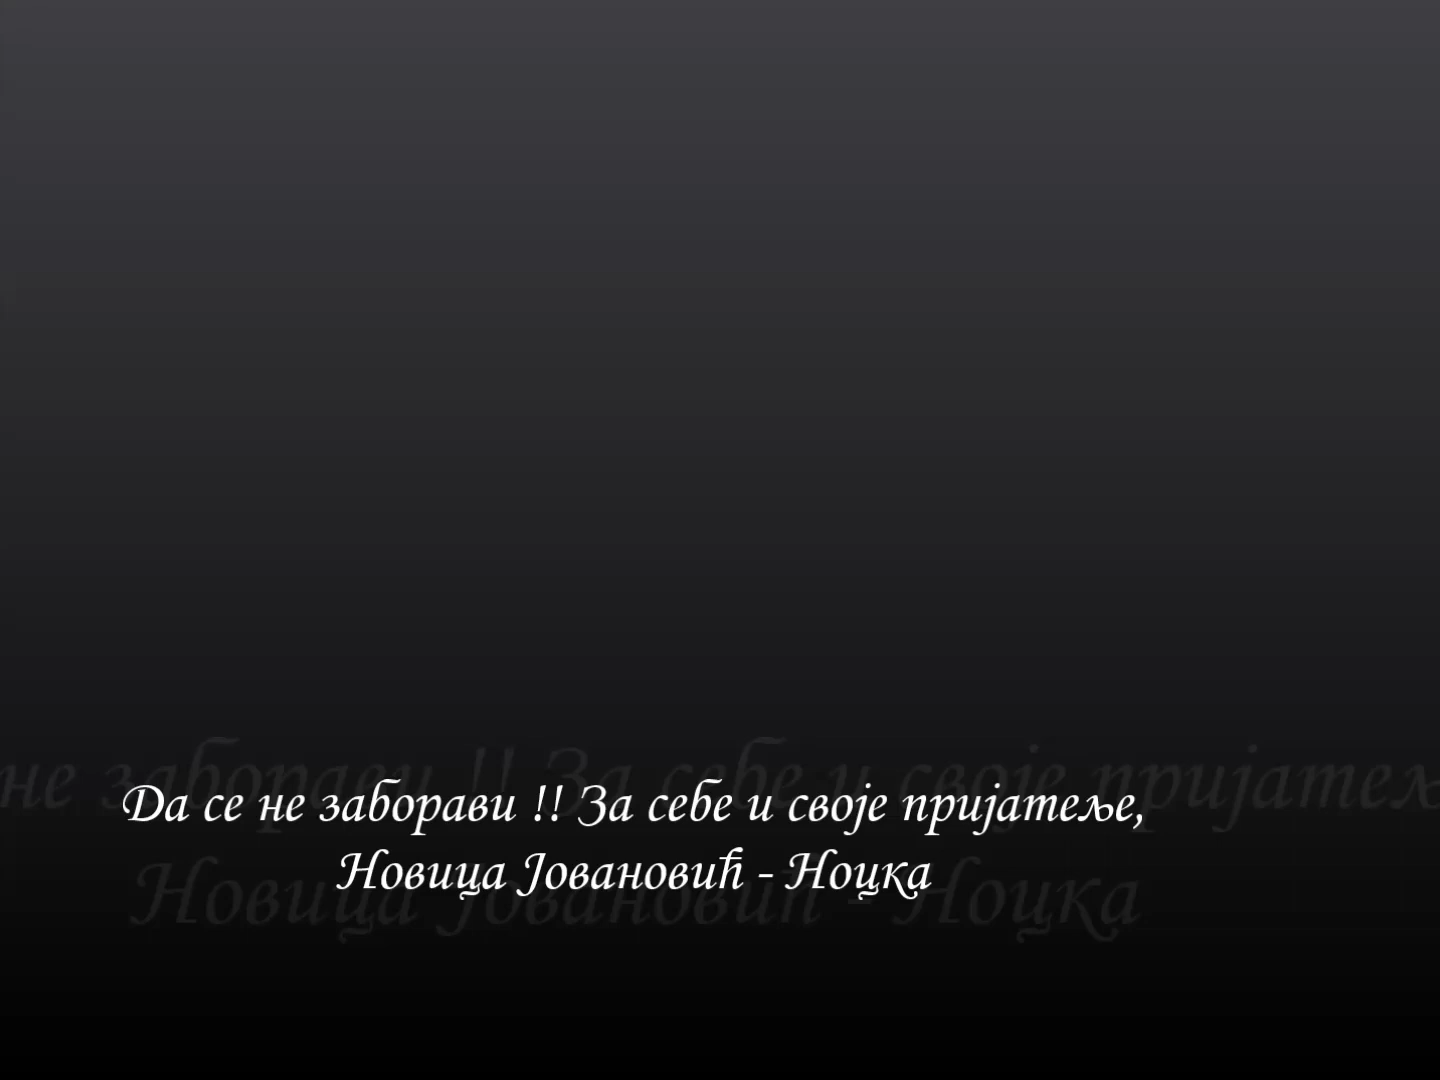 Да се не заборави !! За себе и своје пријатеље,
Новица Јовановић - Ноцка